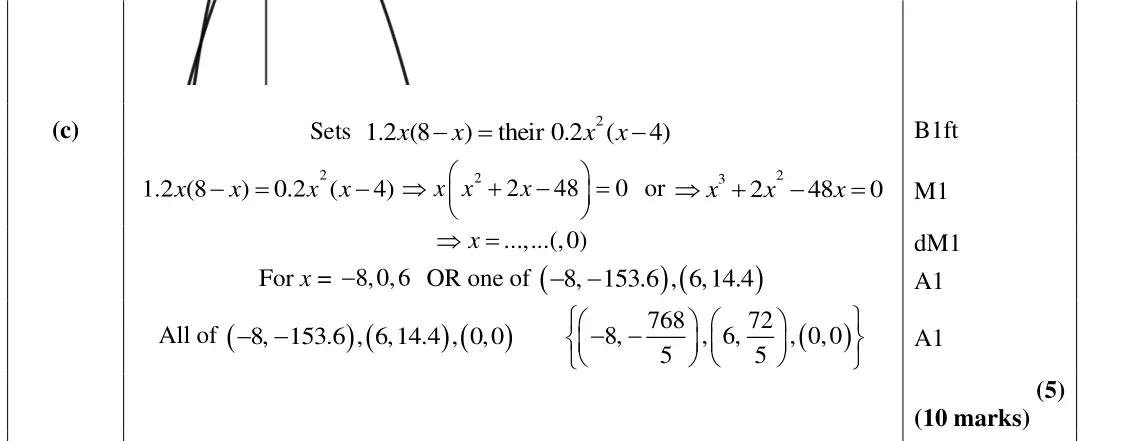 (c) Sets 1.2x(8−x) = their 0.2x²(x−4) B1ft
1.2x(8−x) = 0.2x²(x−4) ⇒ x(x² + 2x − 48) = 0 or ⇒ x³ + 2x² − 48x = 0 M1
⇒ x = ...,...(,0) dM1
For x = −8,0,6 OR one of (−8,−153.6),(6,14.4) A1
All of (−8,−153.6),(6,14.4),(0,0) {(−8,−768/5),(6,72/5),(0,0)} A1
(5)
(10 marks)